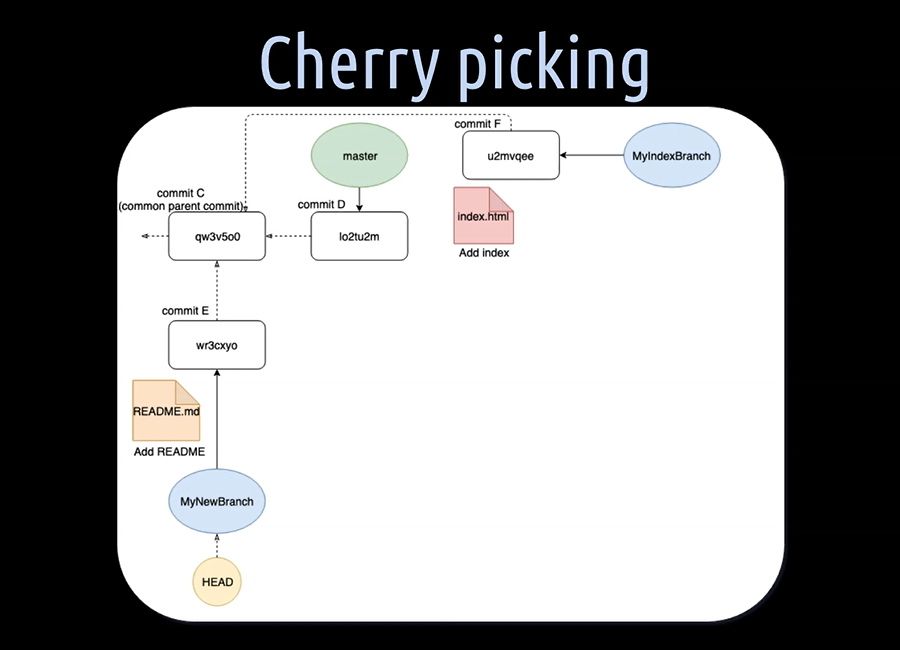 Cherry picking
commit F
master
u2mvqee
MyIndexBranch
commit C
(common parent commit)
commit D
index.html
qw3v5o0
lo2tu2m
Add index
commit E
wr3cxyo
README.md
Add README
MyNewBranch
HEAD